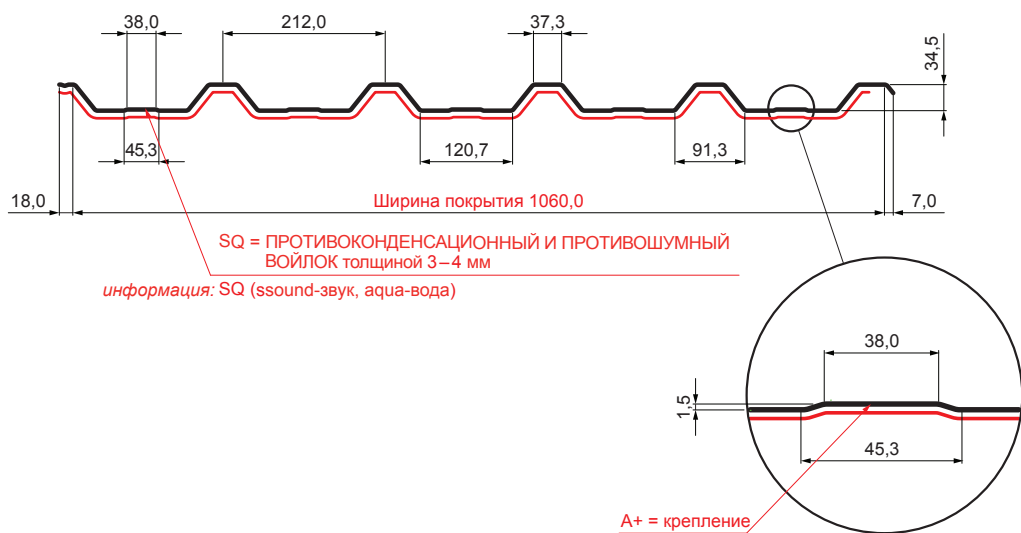 38,0
212,0
37,3
34,5
45,3
120,7
91,3
18,0
Ширина покрытия 1060,0
7,0
SQ = ПРОТИВОКОНДЕНСАЦИОННЫЙ И ПРОТИВОШУМНЫЙ
ВОЙЛОК толщиной 3–4 мм
информация: SQ (ssound-звук, aqua-вода)
38,0
1,5
45,3
A+ = крепление